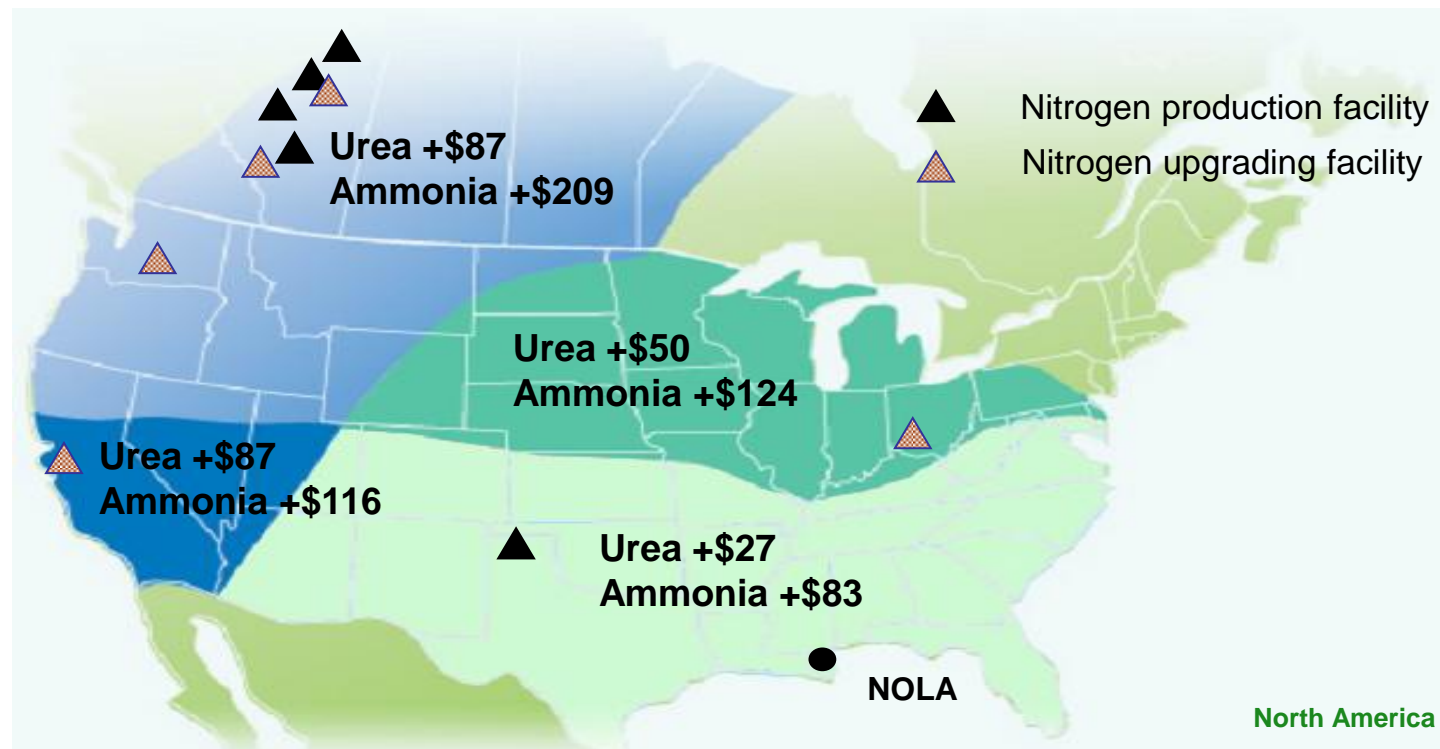 Nitrogen production facility
Nitrogen upgrading facility
Urea +$87
Ammonia +$209
Urea +$50
Ammonia +$124
Urea +$87
Ammonia +$116
Urea +$27
Ammonia +$83
NOLA
North America